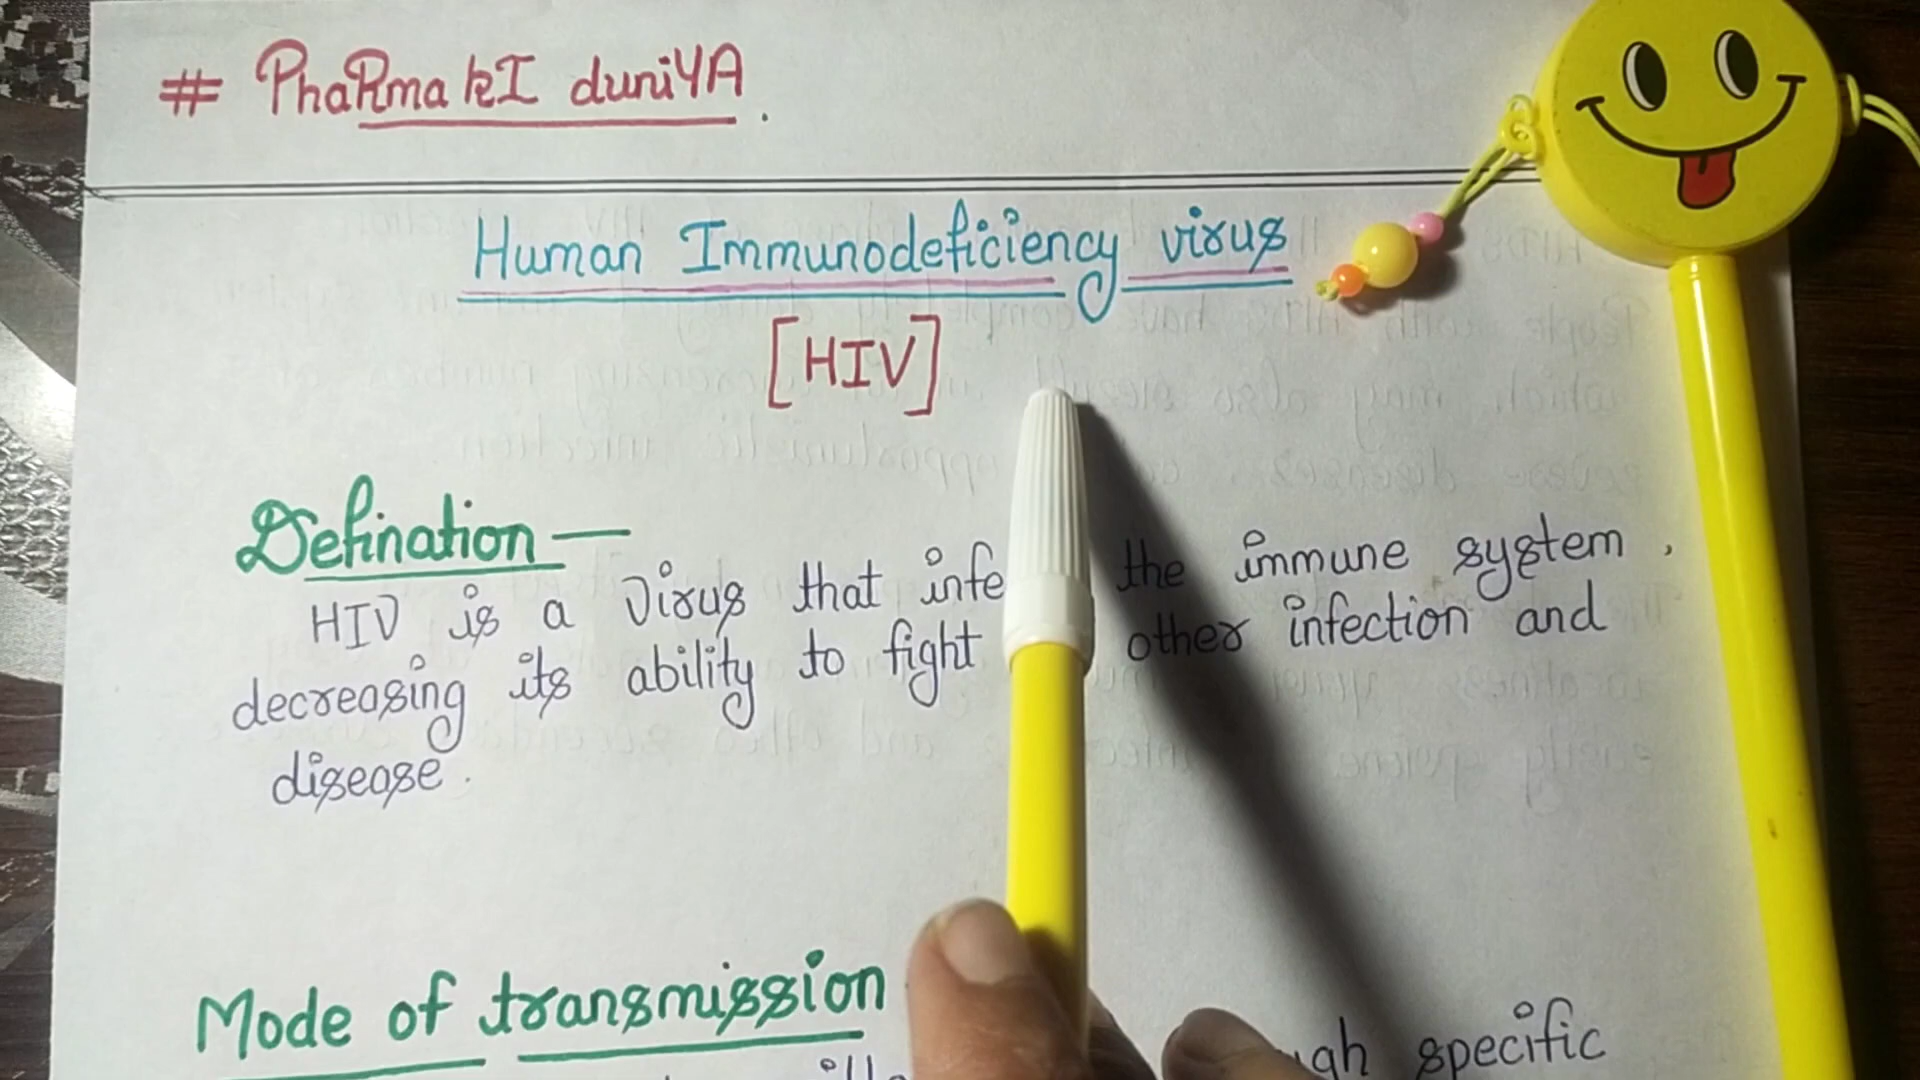 # PhaRma kI duniYA.
Human Immunodeficiency virus
[HIV]
Defination —
HIV is a virus that infe the immune system,
decreasing its ability to fight other infection and
disease.
Mode of transmission
specific